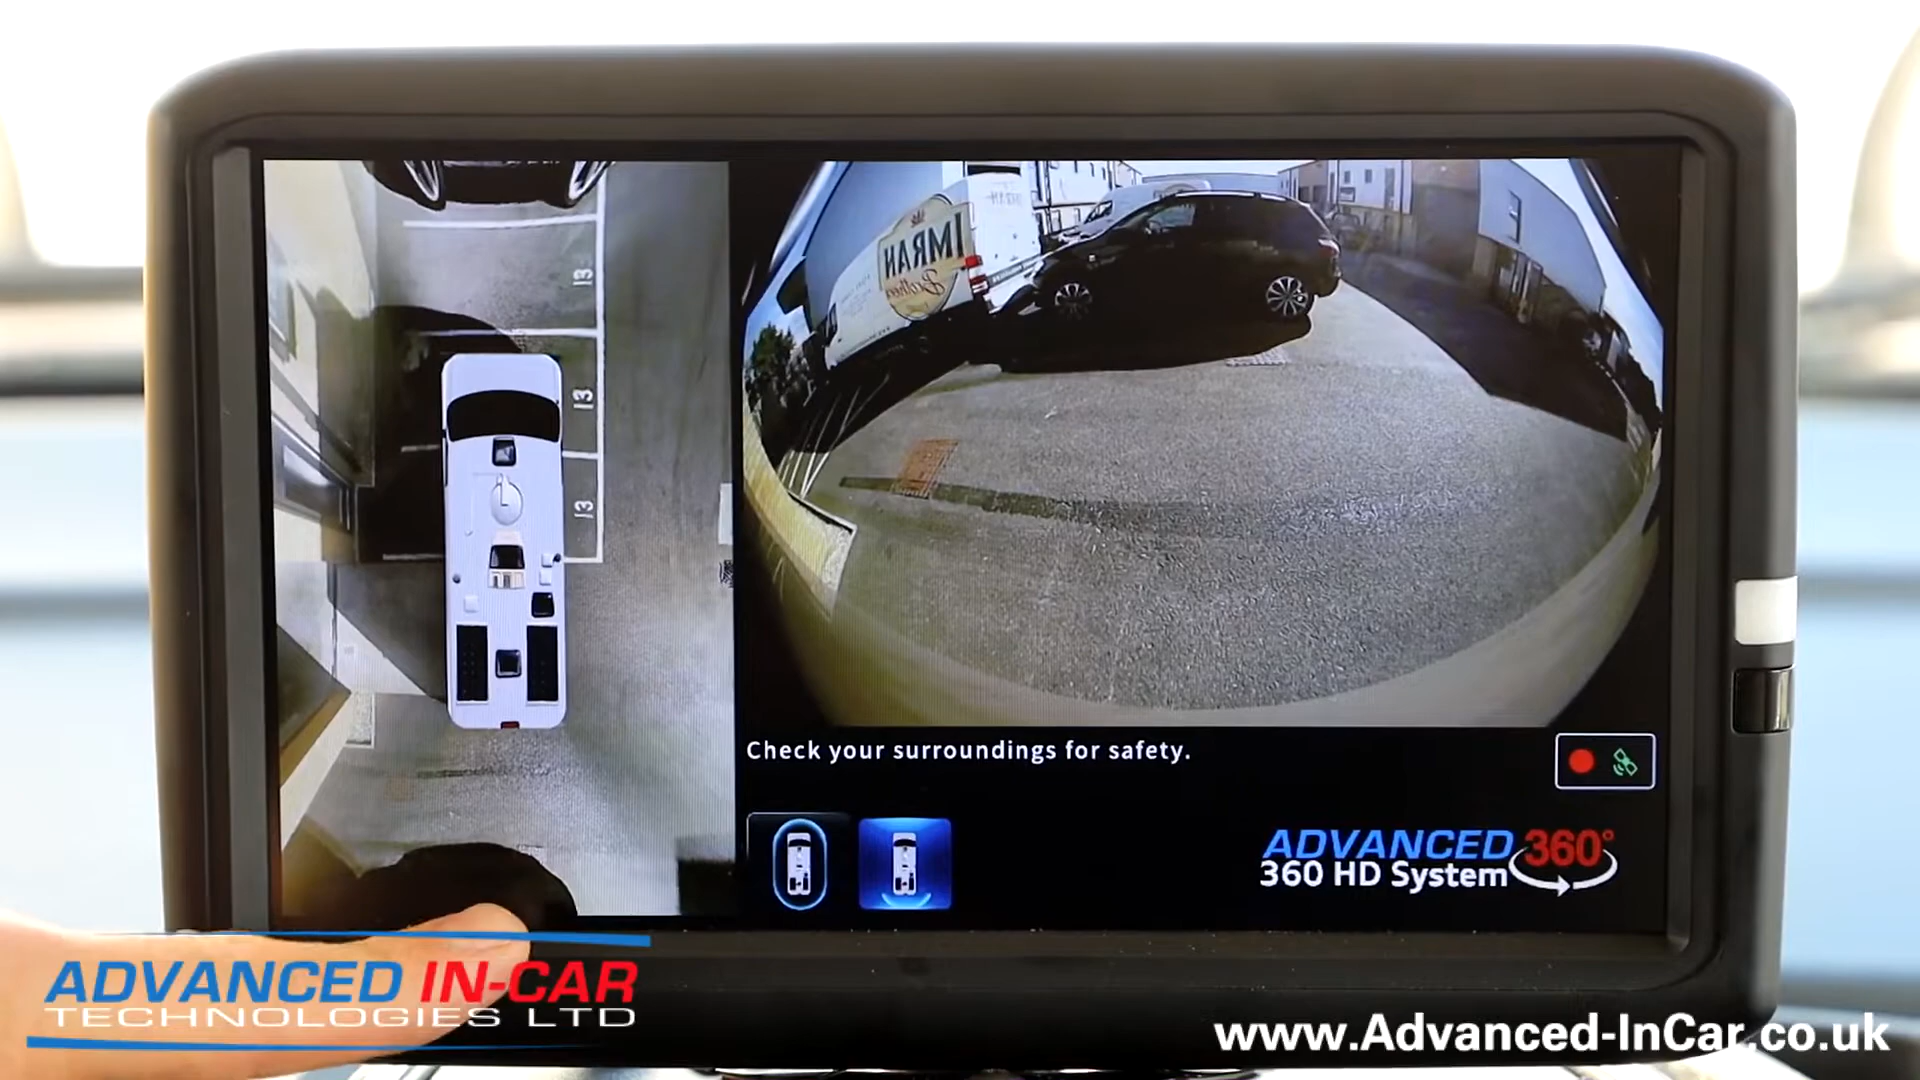 13
13
13
IMRAN
Brothers
Check your surroundings for safety.
ADVANCED 360°
360 HD System
ADVANCED IN-CAR
TECHNOLOGIES LTD
www.Advanced-InCar.co.uk